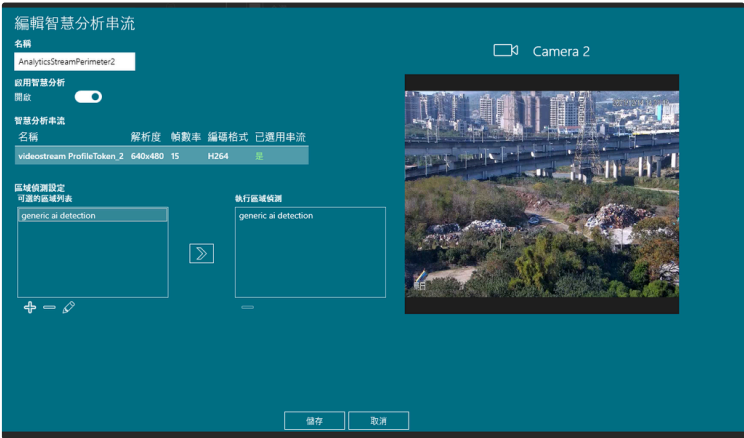 編輯智慧分析串流
名稱
AnalyticsStreamPerimeter2
啟用智慧分析
開啟
智慧分析串流
名稱 解析度 幀數率 編碼格式 已選用串流
videostream ProfileToken_2 640x480 15 H264 是
區域偵測設定
可選的區域列表
generic ai detection
執行區域偵測
generic ai detection
儲存 取消
Camera 2